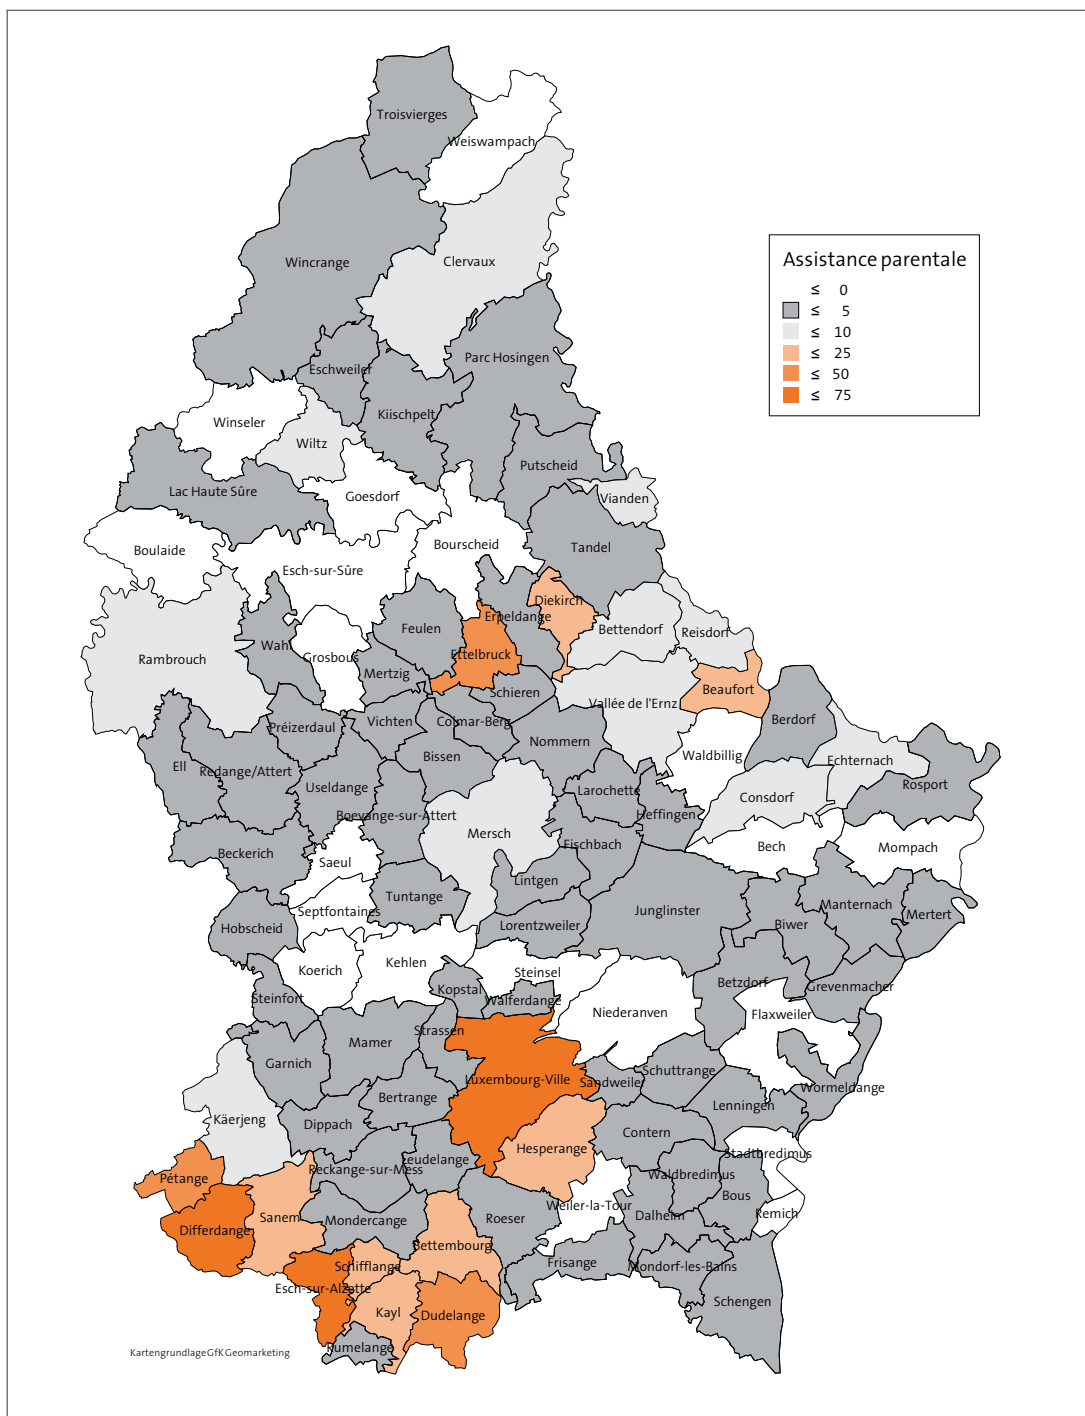 Troisvierges
Weiswampach
Wincrange
Clervaux
Assistance parentale
≤ 0
≤ 5
≤ 10
≤ 25
≤ 50
≤ 75
Parc Hosingen
Eschweiler
Kiischpelt
Winseler
Wiltz
Putscheid
Lac Haute Sûre
Goesdorf
Vianden
Boulaide
Bourscheid
Tandel
Esch-sur-Sûre
Diekirch
Erpeldange
Feulen
Bettendorf
Reisdorf
Wahl
Grosbous
Ettelbruck
Rambrouch
Mertzig
Schieren
Beaufort
Vallée de l'Ernz
Préizerdaul
Vichten
Colmar-Berg
Berdorf
Nommern
Waldbillig
Bissen
Echternach
Ell
Redange/Attert
Useldange
Larochette
Rosport
Consdorf
Boevange-sur-Attert
Heffingen
Mersch
Fischbach
Bech
Mompach
Beckerich
Saeul
Lintgen
Tuntange
Septfontaines
Junglinster
Manternach
Mertert
Hobscheid
Lorentzweiler
Biwer
Kehlen
Koerich
Steinsel
Betzdorf
Grevenmacher
Kopstal
Steinfort
Walferdange
Niederanven
Flaxweiler
Strassen
Mamer
Garnich
Schuttrange
Luxembourg-Ville
Sandweiler
Wormeldange
Bertrange
Lenningen
Käerjeng
Dippach
Contern
Hesperange
Stadtbredimus
Leudelange
Reckange-sur-Mess
Waldbredimus
Pétange
Bous
Weiler-la-Tour
Remich
Sanem
Mondercange
Roeser
Dalheim
Differdange
Bettembourg
Frisange
Schifflange
Mondorf-les-Bains
Esch-sur-Alzette
Schengen
Kayl
Dudelange
Rumelange
KartengrundlageGfKGeomarketing